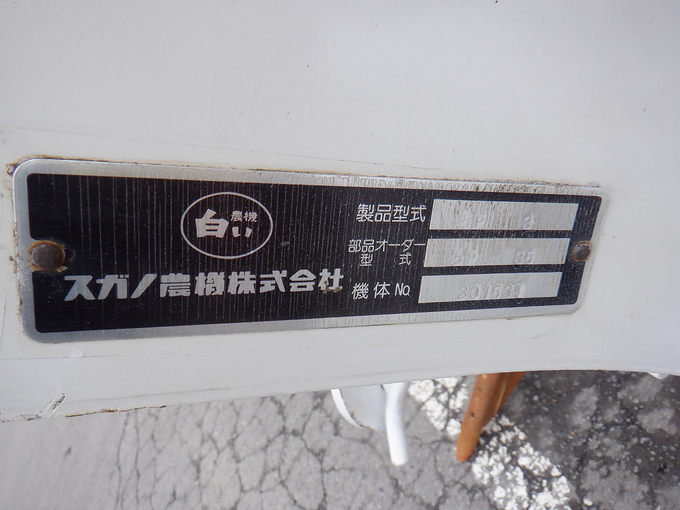 白い農機
スガノ農機株式会社
製品型式
部品オーダー
型式
機体No.